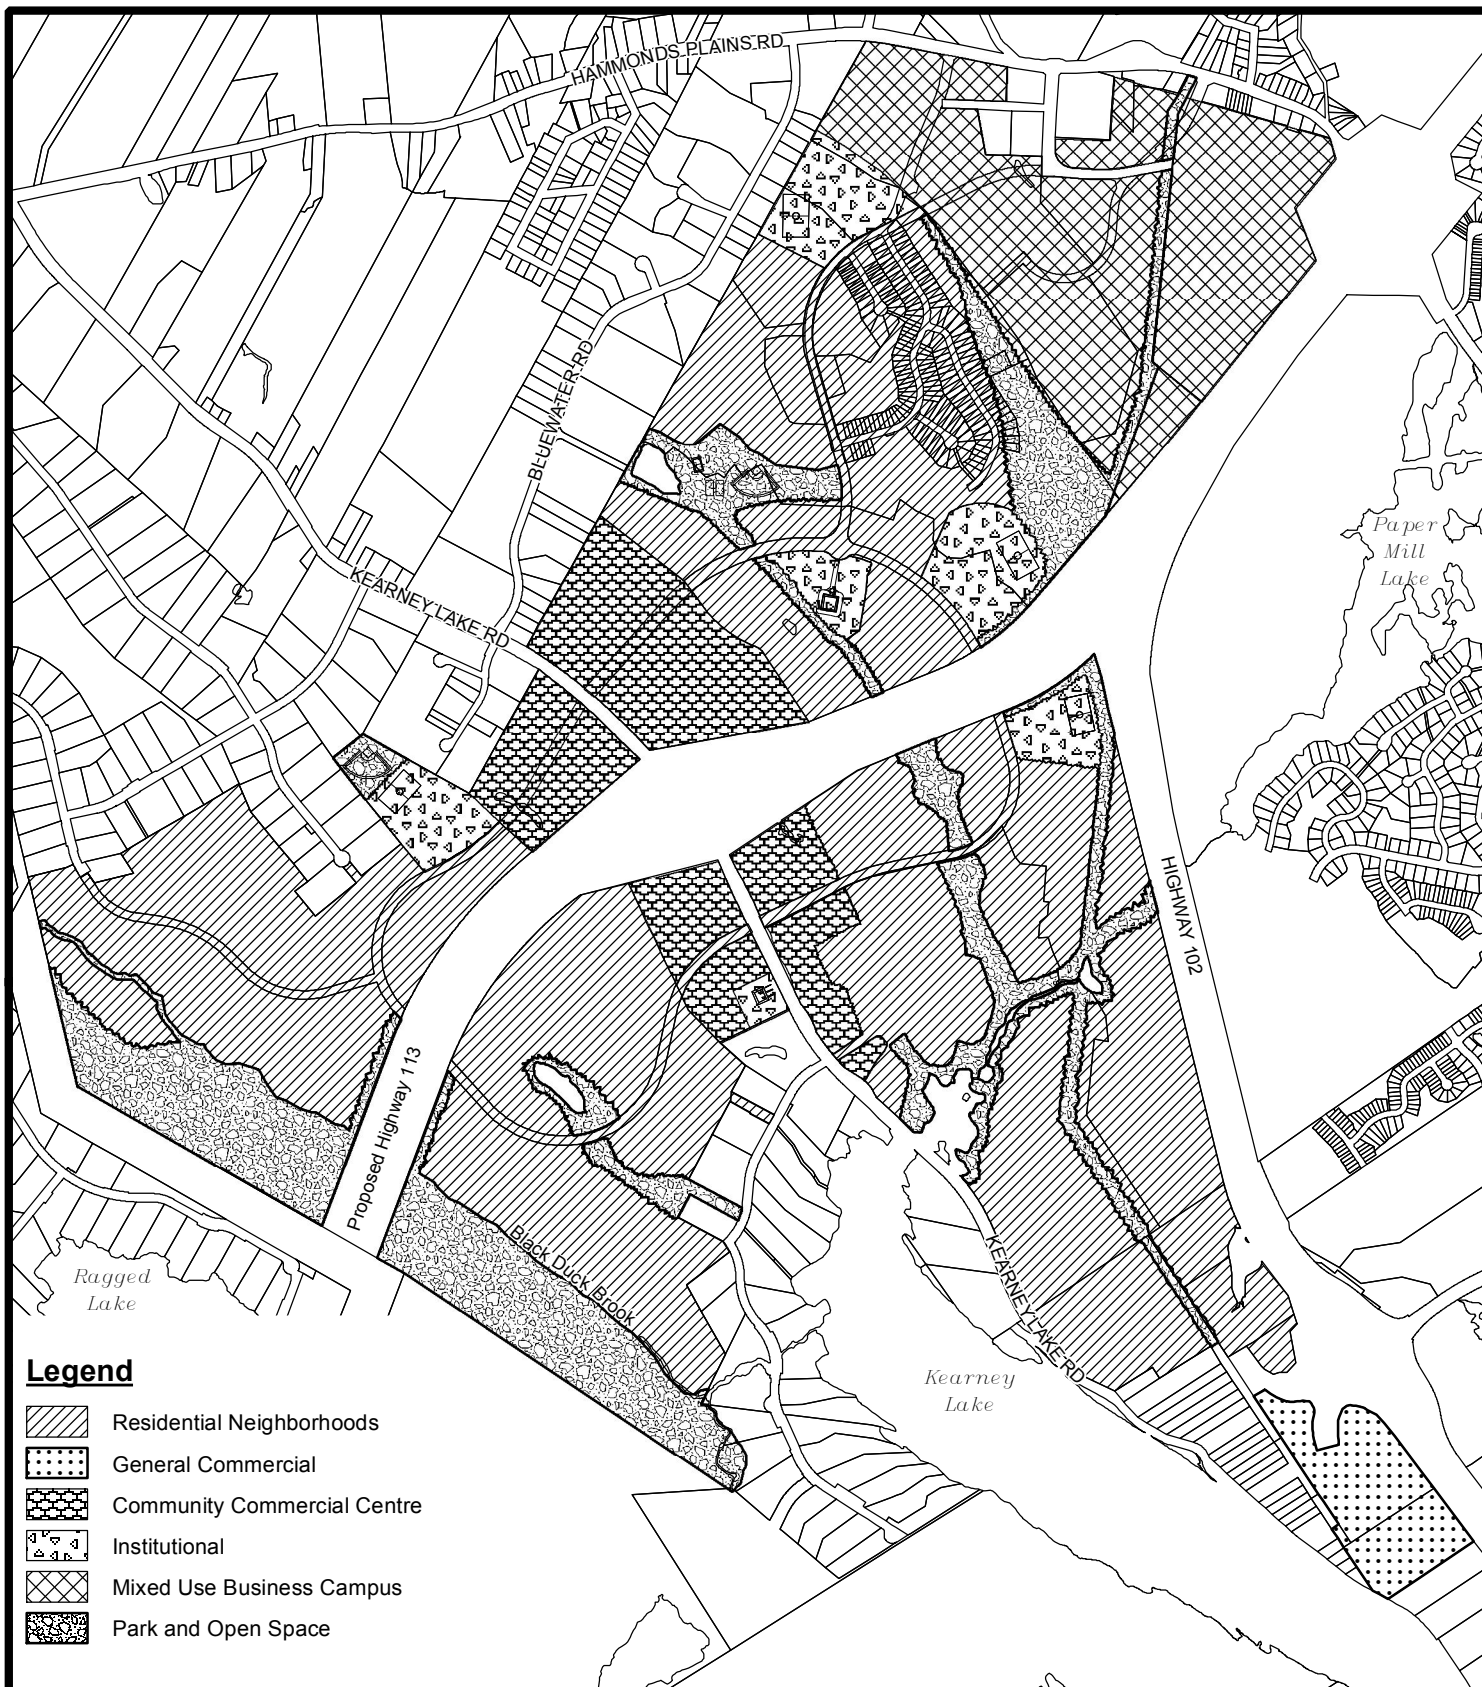 HAMMONDS PLAINS RD
BLUEWATER RD
Paper
Mill
Lake
KEARNEY LAKE RD
HIGHWAY 102
Proposed Highway 113
Black Duck Brook
Ragged
Lake
KEARNEY LAKE RD
Kearney
Lake
Legend
Residential Neighborhoods
General Commercial
Community Commercial Centre
Institutional
Mixed Use Business Campus
Park and Open Space